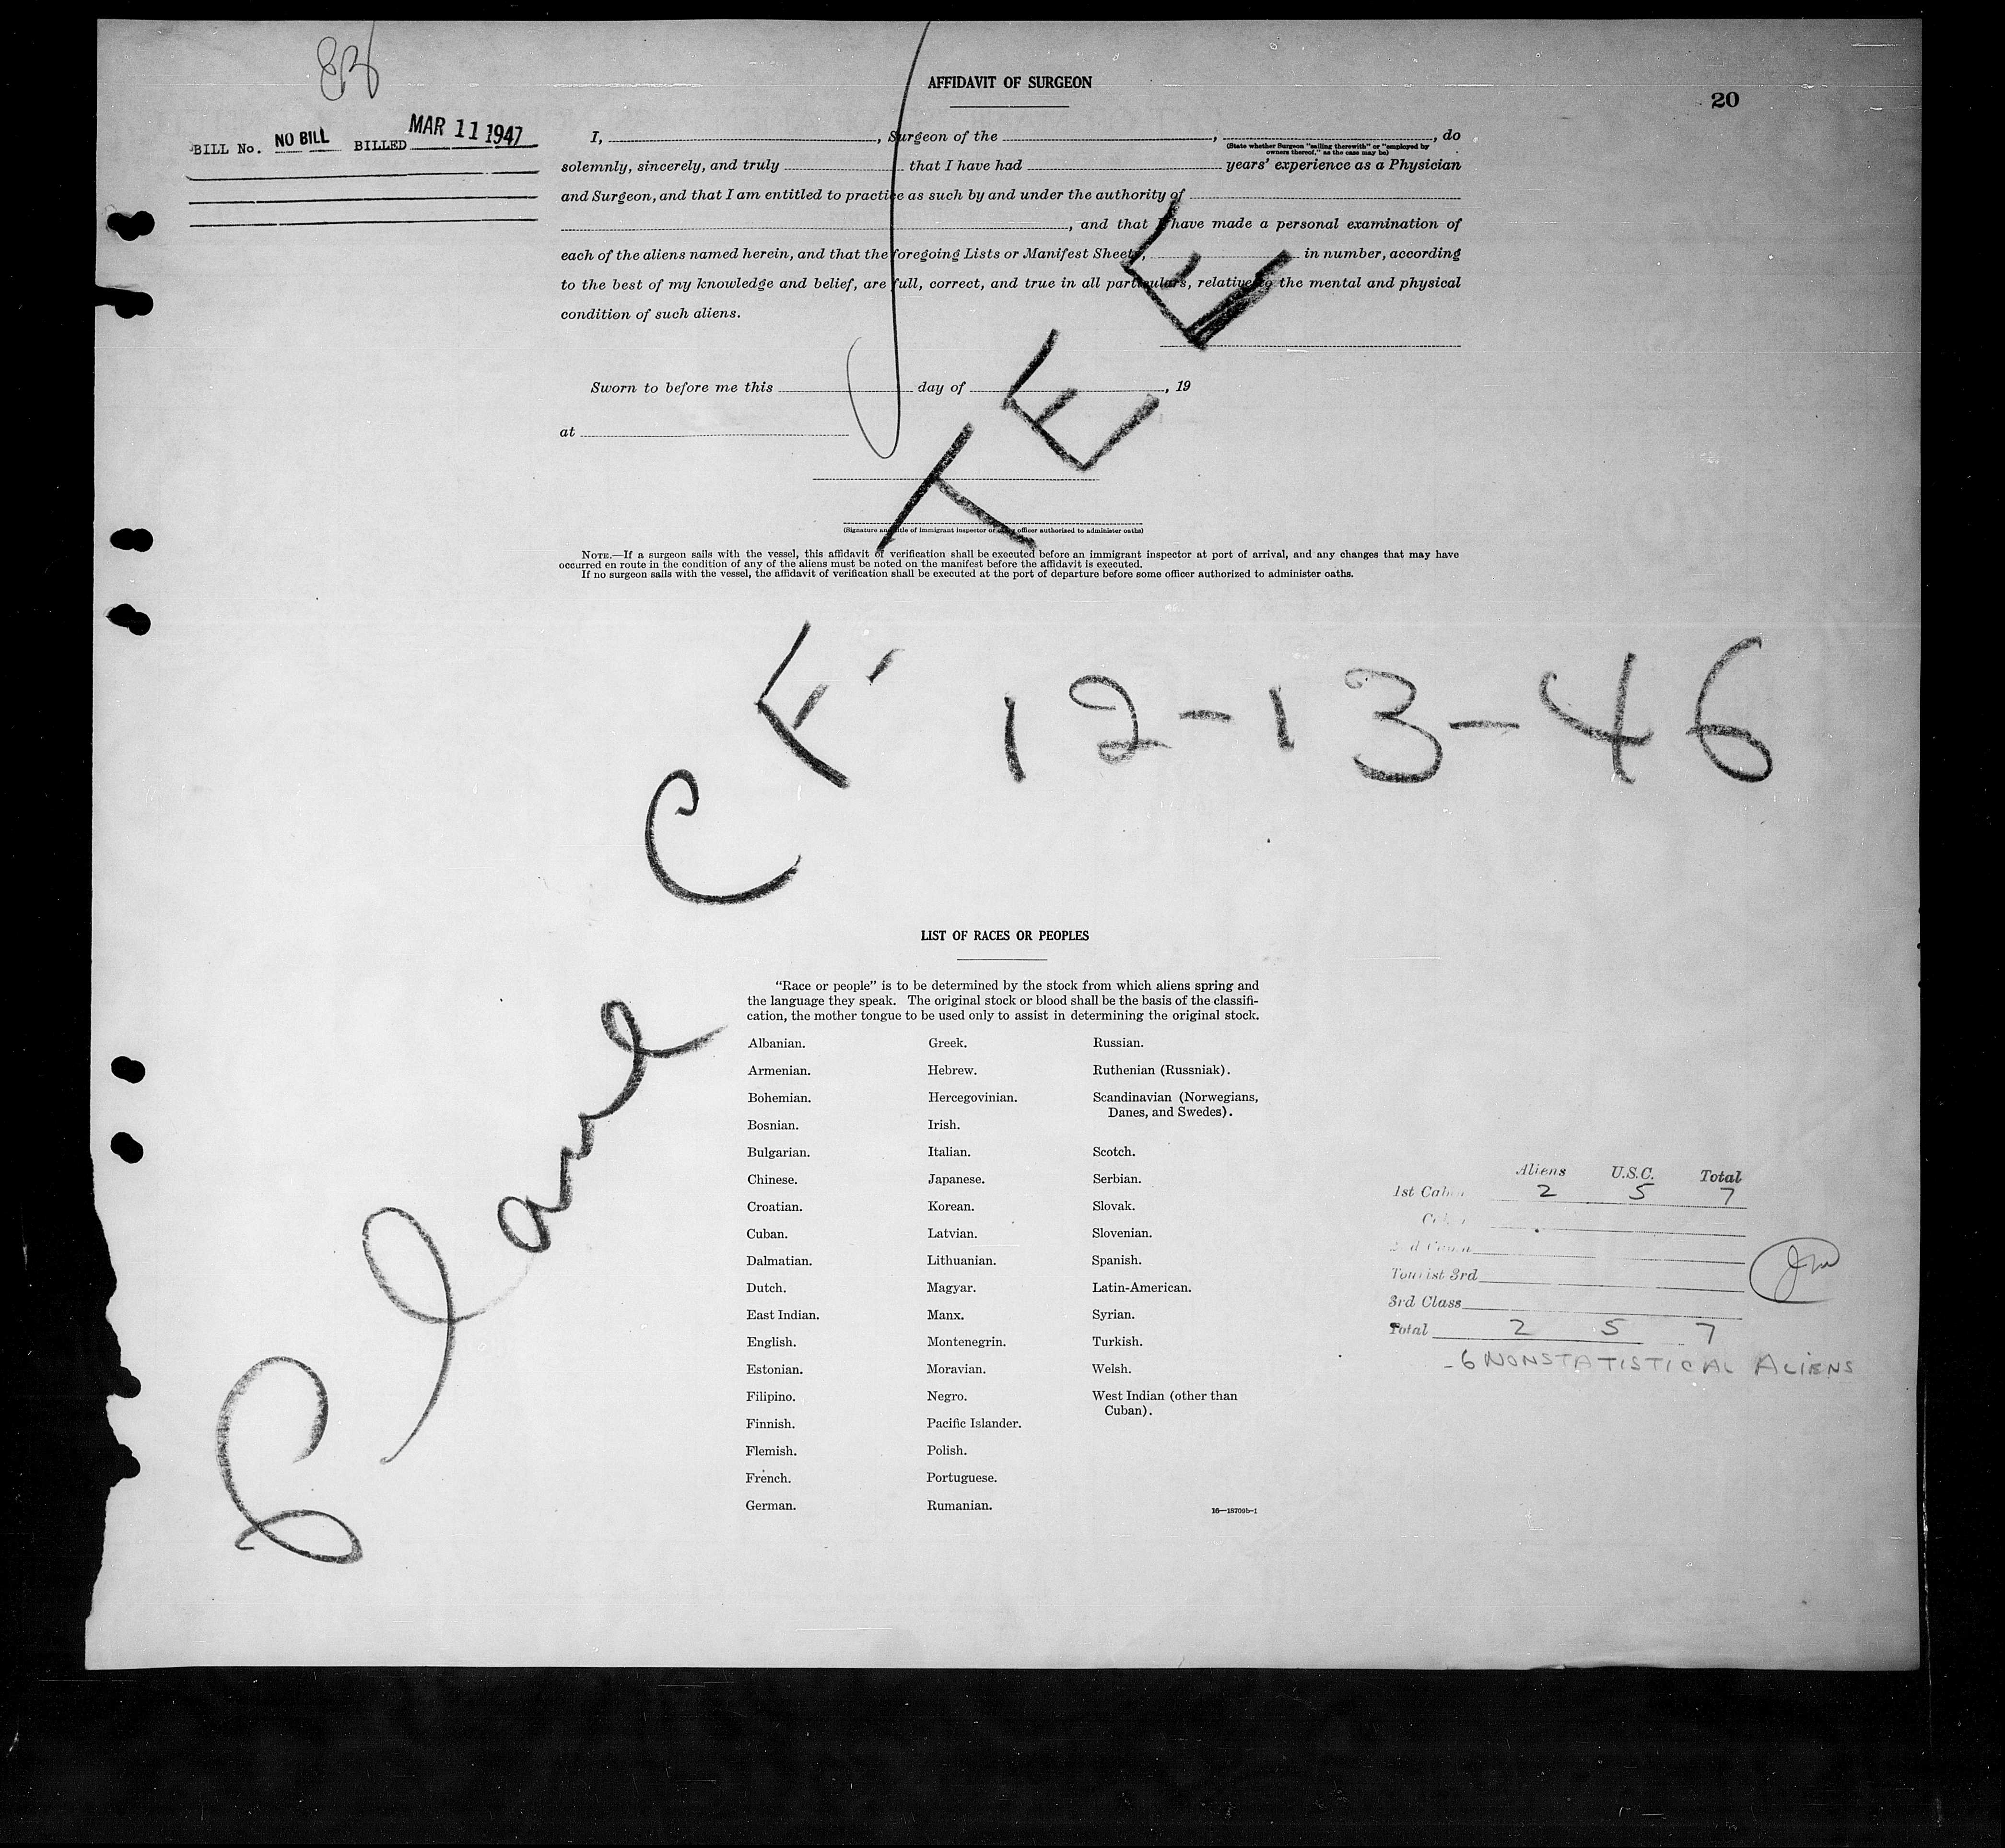 AFFIDAVIT OF SURGEON
20
BILL No. NO BILL BILLED MAR 11 1947
I, , Surgeon of the , , do
(State whether Surgeon "sailing therewith" or "employed by
owners thereof," as the case may be)
solemnly, sincerely, and truly that I have had years' experience as a Physician
and Surgeon, and that I am entitled to practice as such by and under the authority of
, and that I have made a personal examination of
each of the aliens named herein, and that the foregoing Lists or Manifest Sheets, in number, according
to the best of my knowledge and belief, are full, correct, and true in all particulars, relative to the mental and physical
condition of such aliens.
Sworn to before me this day of , 19
at
(Signature and title of immigrant inspector or other officer authorized to administer oaths)
NOTE.—If a surgeon sails with the vessel, this affidavit of verification shall be executed before an immigrant inspector at port of arrival, and any changes that may have
occurred en route in the condition of any of the aliens must be noted on the manifest before the affidavit is executed.
If no surgeon sails with the vessel, the affidavit of verification shall be executed at the port of departure before some officer authorized to administer oaths.
C F' TEE
12-13-46
LIST OF RACES OR PEOPLES
"Race or people" is to be determined by the stock from which aliens spring and
the language they speak. The original stock or blood shall be the basis of the classifi-
cation, the mother tongue to be used only to assist in determining the original stock.
Albanian.
Armenian.
Bohemian.
Bosnian.
Bulgarian.
Chinese.
Croatian.
Cuban.
Dalmatian.
Dutch.
East Indian.
English.
Estonian.
Filipino.
Finnish.
Flemish.
French.
German.
Greek.
Hebrew.
Hercegovinian.
Irish.
Italian.
Japanese.
Korean.
Latvian.
Lithuanian.
Magyar.
Manx.
Montenegrin.
Moravian.
Negro.
Pacific Islander.
Polish.
Portuguese.
Rumanian.
Russian.
Ruthenian (Russniak).
Scandinavian (Norwegians,
Danes, and Swedes).
Scotch.
Serbian.
Slovak.
Slovenian.
Spanish.
Latin-American.
Syrian.
Turkish.
Welsh.
West Indian (other than
Cuban).
16—18709b-1
Aliens U.S.C. Total
1st Cabin 2 5 7
Tourist 3rd
3rd Class
Total 2 5 7
-6 NONSTATISTICAL ALIENS